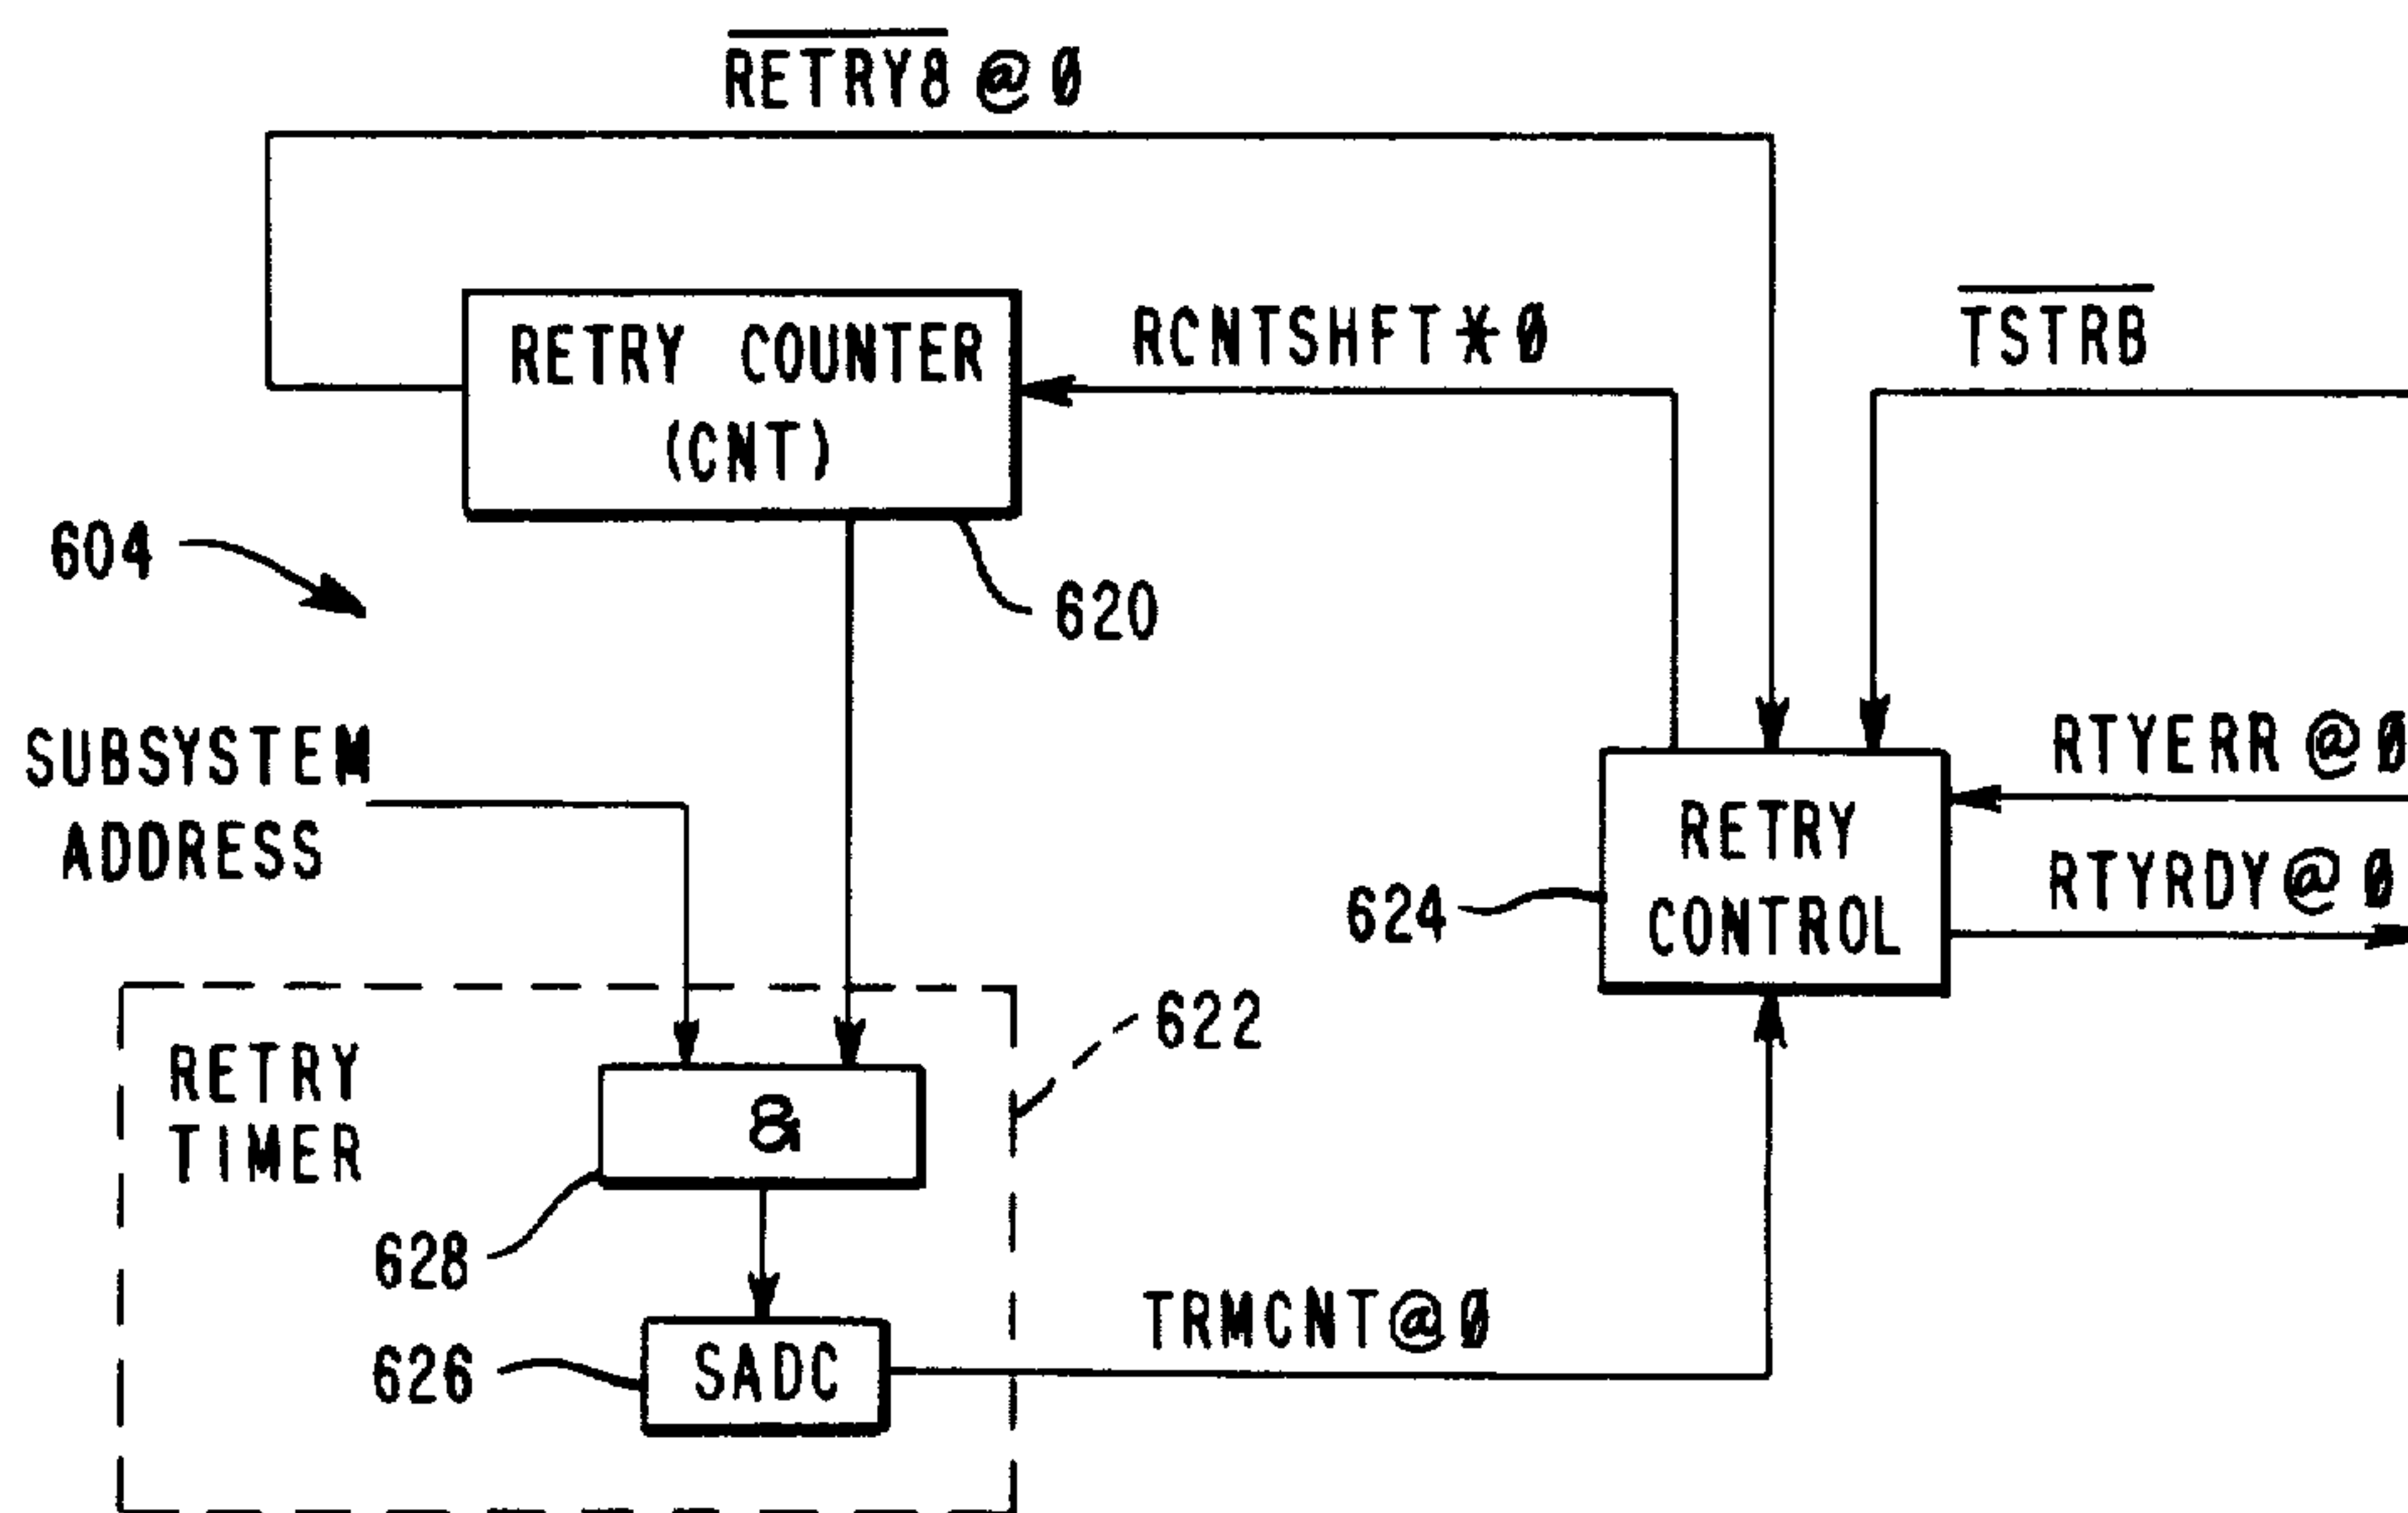 RETRY8 @ Ø
RETRY COUNTER
(CNT)
RCNTSHFT * Ø
TSTRB
604
620
SUBSYSTEM
ADDRESS
RTYERR @ Ø
RETRY
CONTROL
RTYRDY @ Ø
624
622
RETRY
TIMER
&
628
TRMCNT @ Ø
SADC
626